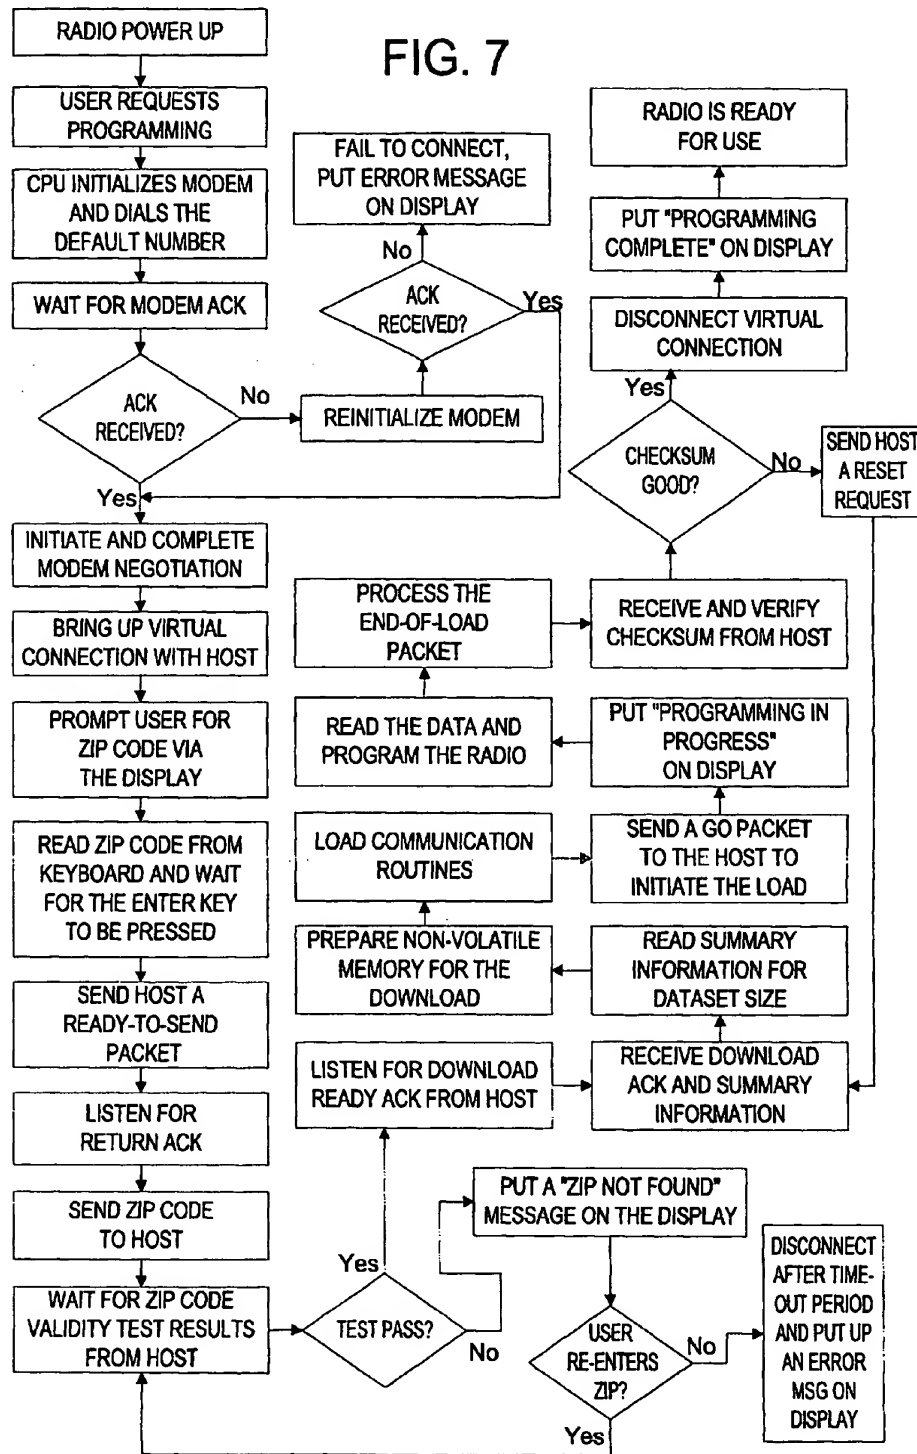 FIG. 7
RADIO POWER UP
USER REQUESTS
PROGRAMMING
CPU INITIALIZES MODEM
AND DIALS THE
DEFAULT NUMBER
WAIT FOR MODEM ACK
ACK
RECEIVED?
No
REINITIALIZE MODEM
ACK
RECEIVED?
No
FAIL TO CONNECT,
PUT ERROR MESSAGE
ON DISPLAY
Yes
Yes
INITIATE AND COMPLETE
MODEM NEGOTIATION
BRING UP VIRTUAL
CONNECTION WITH HOST
PROMPT USER FOR
ZIP CODE VIA
THE DISPLAY
READ ZIP CODE FROM
KEYBOARD AND WAIT
FOR THE ENTER KEY
TO BE PRESSED
SEND HOST A
READY-TO-SEND
PACKET
LISTEN FOR
RETURN ACK
SEND ZIP CODE
TO HOST
WAIT FOR ZIP CODE
VALIDITY TEST RESULTS
FROM HOST
TEST PASS?
No
PUT A "ZIP NOT FOUND"
MESSAGE ON THE DISPLAY
USER
RE-ENTERS
ZIP?
Yes
No
DISCONNECT
AFTER TIME-
OUT PERIOD
AND PUT UP
AN ERROR
MSG ON
DISPLAY
Yes
LISTEN FOR DOWNLOAD
READY ACK FROM HOST
RECEIVE DOWNLOAD
ACK AND SUMMARY
INFORMATION
READ SUMMARY
INFORMATION FOR
DATASET SIZE
PREPARE NON-VOLATILE
MEMORY FOR THE
DOWNLOAD
LOAD COMMUNICATION
ROUTINES
SEND A GO PACKET
TO THE HOST TO
INITIATE THE LOAD
PUT "PROGRAMMING IN
PROGRESS"
ON DISPLAY
READ THE DATA AND
PROGRAM THE RADIO
PROCESS THE
END-OF-LOAD
PACKET
RECEIVE AND VERIFY
CHECKSUM FROM HOST
CHECKSUM
GOOD?
No
SEND HOST
A RESET
REQUEST
Yes
DISCONNECT VIRTUAL
CONNECTION
PUT "PROGRAMMING
COMPLETE" ON DISPLAY
RADIO IS READY
FOR USE